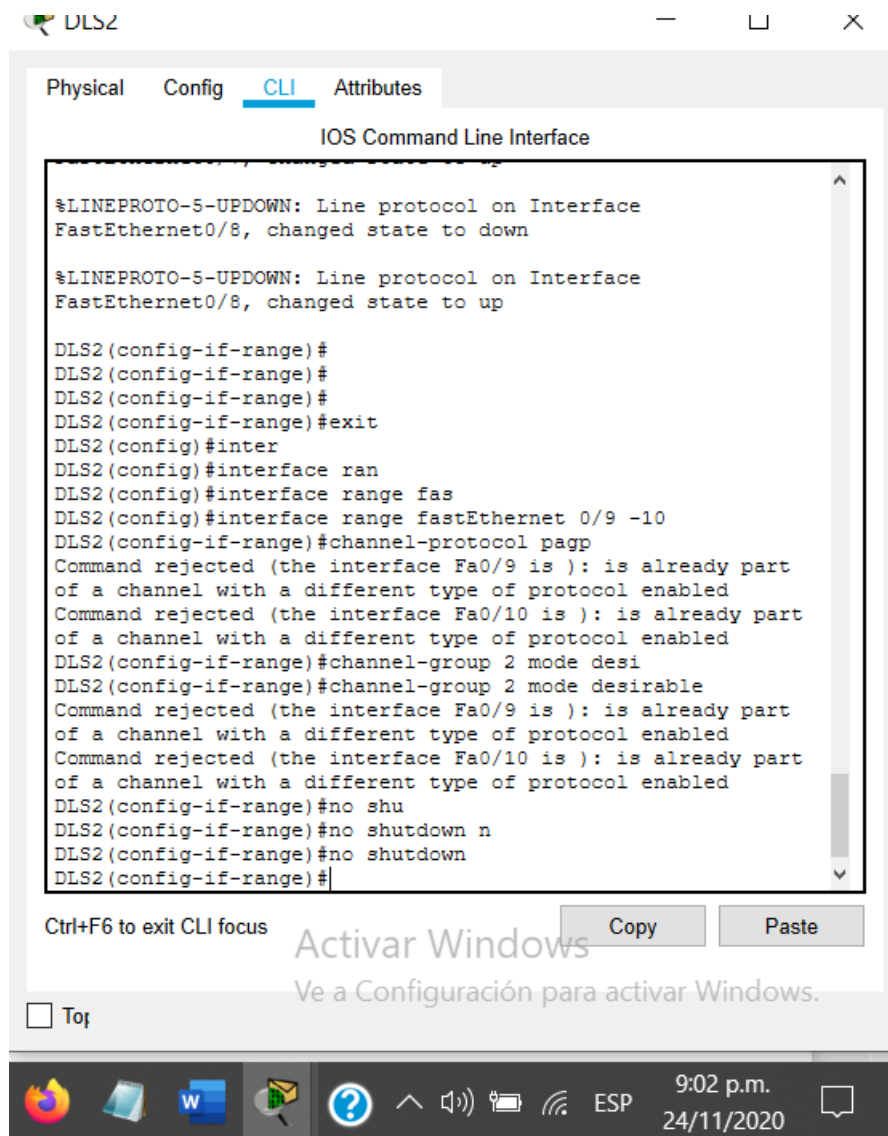 DLS2
Physical Config CLI Attributes
IOS Command Line Interface
%LINEPROTO-5-UPDOWN: Line protocol on Interface
FastEthernet0/8, changed state to down
%LINEPROTO-5-UPDOWN: Line protocol on Interface
FastEthernet0/8, changed state to up
DLS2(config-if-range)#
DLS2(config-if-range)#
DLS2(config-if-range)#
DLS2(config-if-range)#exit
DLS2(config)#inter
DLS2(config)#interface ran
DLS2(config)#interface range fas
DLS2(config)#interface range fastEthernet 0/9 -10
DLS2(config-if-range)#channel-protocol pagp
Command rejected (the interface Fa0/9 is ): is already part
of a channel with a different type of protocol enabled
Command rejected (the interface Fa0/10 is ): is already part
of a channel with a different type of protocol enabled
DLS2(config-if-range)#channel-group 2 mode desi
DLS2(config-if-range)#channel-group 2 mode desirable
Command rejected (the interface Fa0/9 is ): is already part
of a channel with a different type of protocol enabled
Command rejected (the interface Fa0/10 is ): is already part
of a channel with a different type of protocol enabled
DLS2(config-if-range)#no shu
DLS2(config-if-range)#no shutdown n
DLS2(config-if-range)#no shutdown
DLS2(config-if-range)#
Ctrl+F6 to exit CLI focus
Copy Paste
Activar Windows
Ve a Configuración para activar Windows.
Top
ESP
9:02 p.m.
24/11/2020